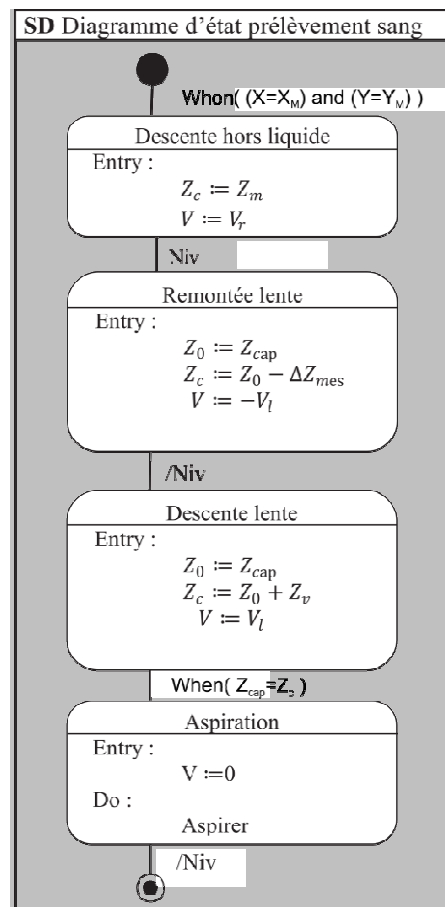 SD Diagramme d'état prélèvement sang
Whon( (X=X_M) and (Y=Y_M) )
Descente hors liquide
Entry :
Z_c := Z_m
V := V_r
Niv
Remontée lente
Entry :
Z_0 := Z_cap
Z_c := Z_0 − ΔZ_mes
V := −V_l
/Niv
Descente lente
Entry :
Z_0 := Z_cap
Z_c := Z_0 + Z_v
V := V_l
When( Z_cap=Z_5 )
Aspiration
Entry :
V :=0
Do :
Aspirer
/Niv